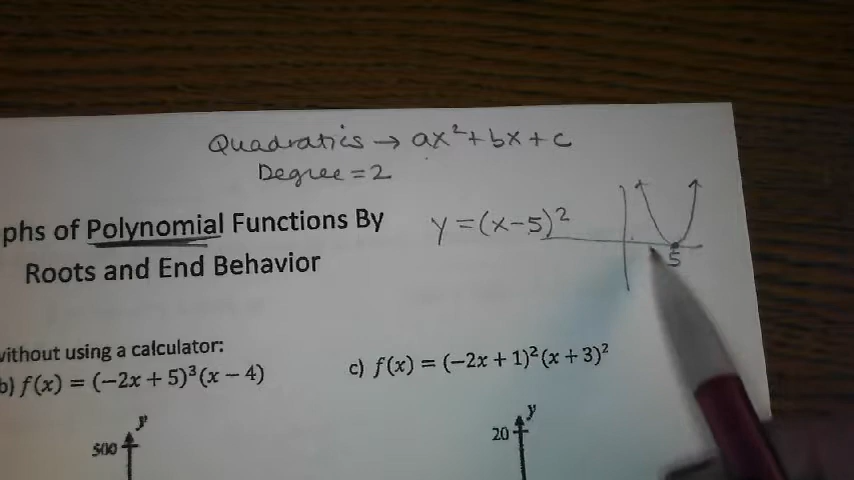 Quadratics → ax²+bx+c
Degree = 2
phs of Polynomial Functions By
Roots and End Behavior
y = (x-5)²
5
without using a calculator:
b) f(x) = (−2x + 5)³(x − 4)
c) f(x) = (−2x + 1)²(x + 3)²
y
500
y
20